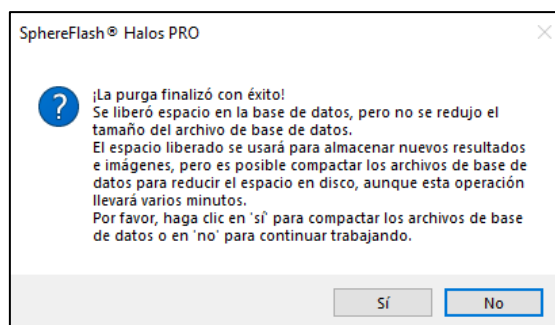 SphereFlash® Halos PRO
¡La purga finalizó con éxito!
Se liberó espacio en la base de datos, pero no se redujo el
tamaño del archivo de base de datos.
El espacio liberado se usará para almacenar nuevos resultados
e imágenes, pero es posible compactar los archivos de base de
datos para reducir el espacio en disco, aunque esta operación
llevará varios minutos.
Por favor, haga clic en 'sí' para compactar los archivos de base
de datos o en 'no' para continuar trabajando.
Sí
No